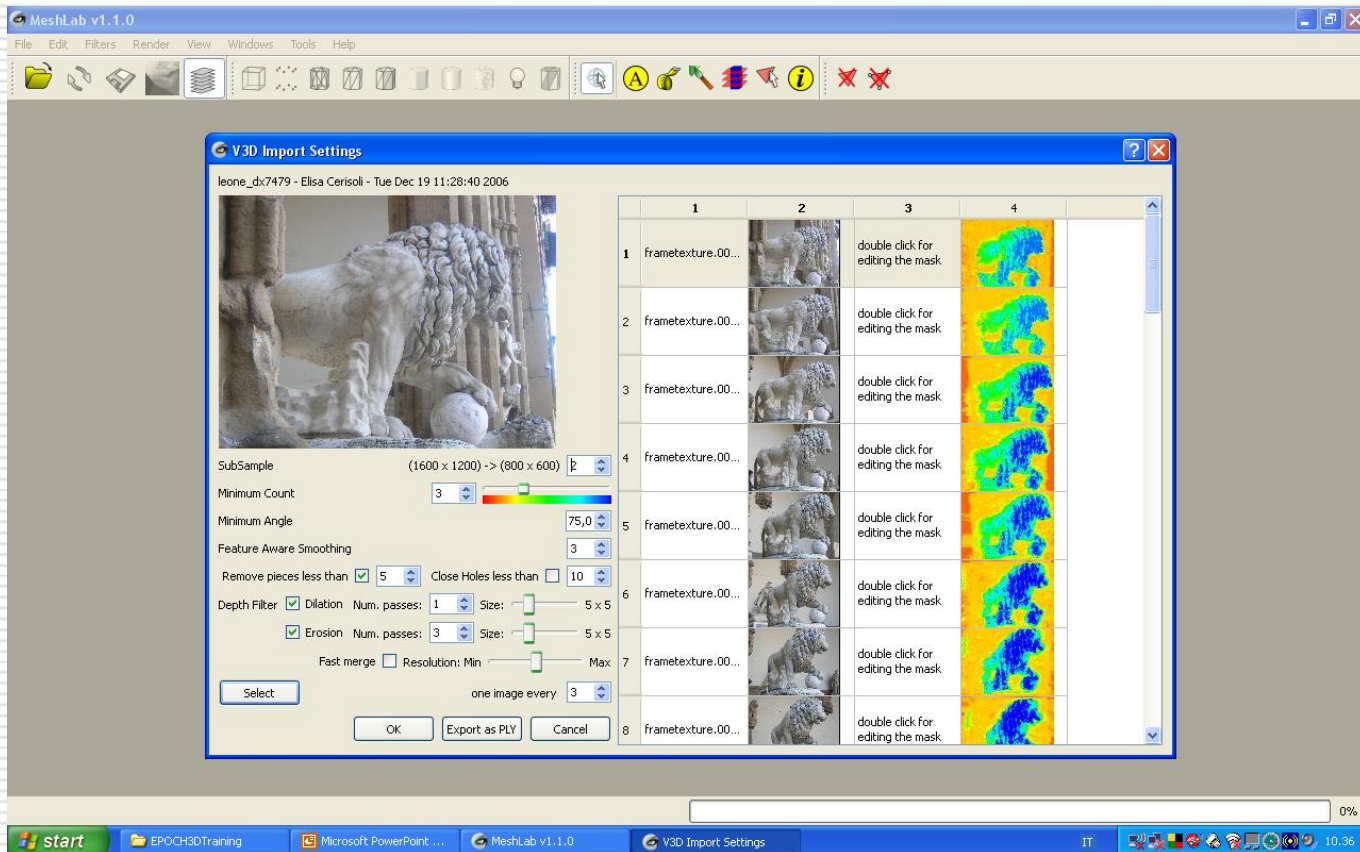 MeshLab v1.1.0
File Edit Filters Render View Windows Tools Help
A i
V3D Import Settings
leone_dx7479 - Elisa Cerisoli - Tue Dec 19 11:28:40 2006
SubSample (1600 x 1200) -> (800 x 600) 2
Minimum Count 3
Minimum Angle 75,0
Feature Aware Smoothing 3
Remove pieces less than 5 Close Holes less than 10
Depth Filter Dilation Num. passes: 1 Size: 5 x 5
Erosion Num. passes: 3 Size: 5 x 5
Fast merge Resolution: Min Max
Select one image every 3
OK Export as PLY Cancel
1 2 3 4
1 frametexture.00... double click for
editing the mask
2 frametexture.00... double click for
editing the mask
3 frametexture.00... double click for
editing the mask
4 frametexture.00... double click for
editing the mask
5 frametexture.00... double click for
editing the mask
6 frametexture.00... double click for
editing the mask
7 frametexture.00... double click for
editing the mask
8 frametexture.00... double click for
editing the mask
0%
start EPOCH3DTraining Microsoft PowerPoint ... MeshLab v1.1.0 V3D Import Settings IT 10.36